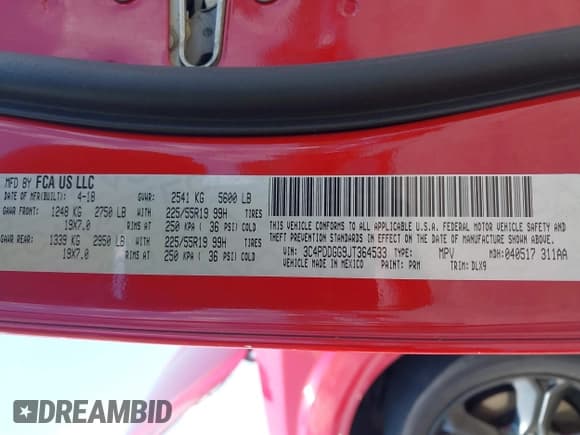 MFD BY FCA US LLC
DATE OF MFR(BUILT): 4-18 GVWR: 2541 KG 5600 LB
GAWR FRONT: 1248 KG 2750 LB WITH 225/55R19 99H TIRES
19X7.0 RIMS AT 250 KPA ( 36 PSI) COLD
GAWR REAR: 1339 KG 2950 LB WITH 225/55R19 99H TIRES
19X7.0 RIMS AT 250 KPA ( 36 PSI) COLD
THIS VEHICLE CONFORMS TO ALL APPLICABLE U.S.A. FEDERAL MOTOR VEHICLE SAFETY AND
THEFT PREVENTION STANDARDS IN EFFECT ON THE DATE OF MANUFACTURE SHOWN ABOVE.
VIN: 3C4PDDGG9JT364533 TYPE: MPV MDH:040517 311AA
VEHICLE MADE IN MEXICO PAINT: PRM TRIM: DLX9
DREAMBID